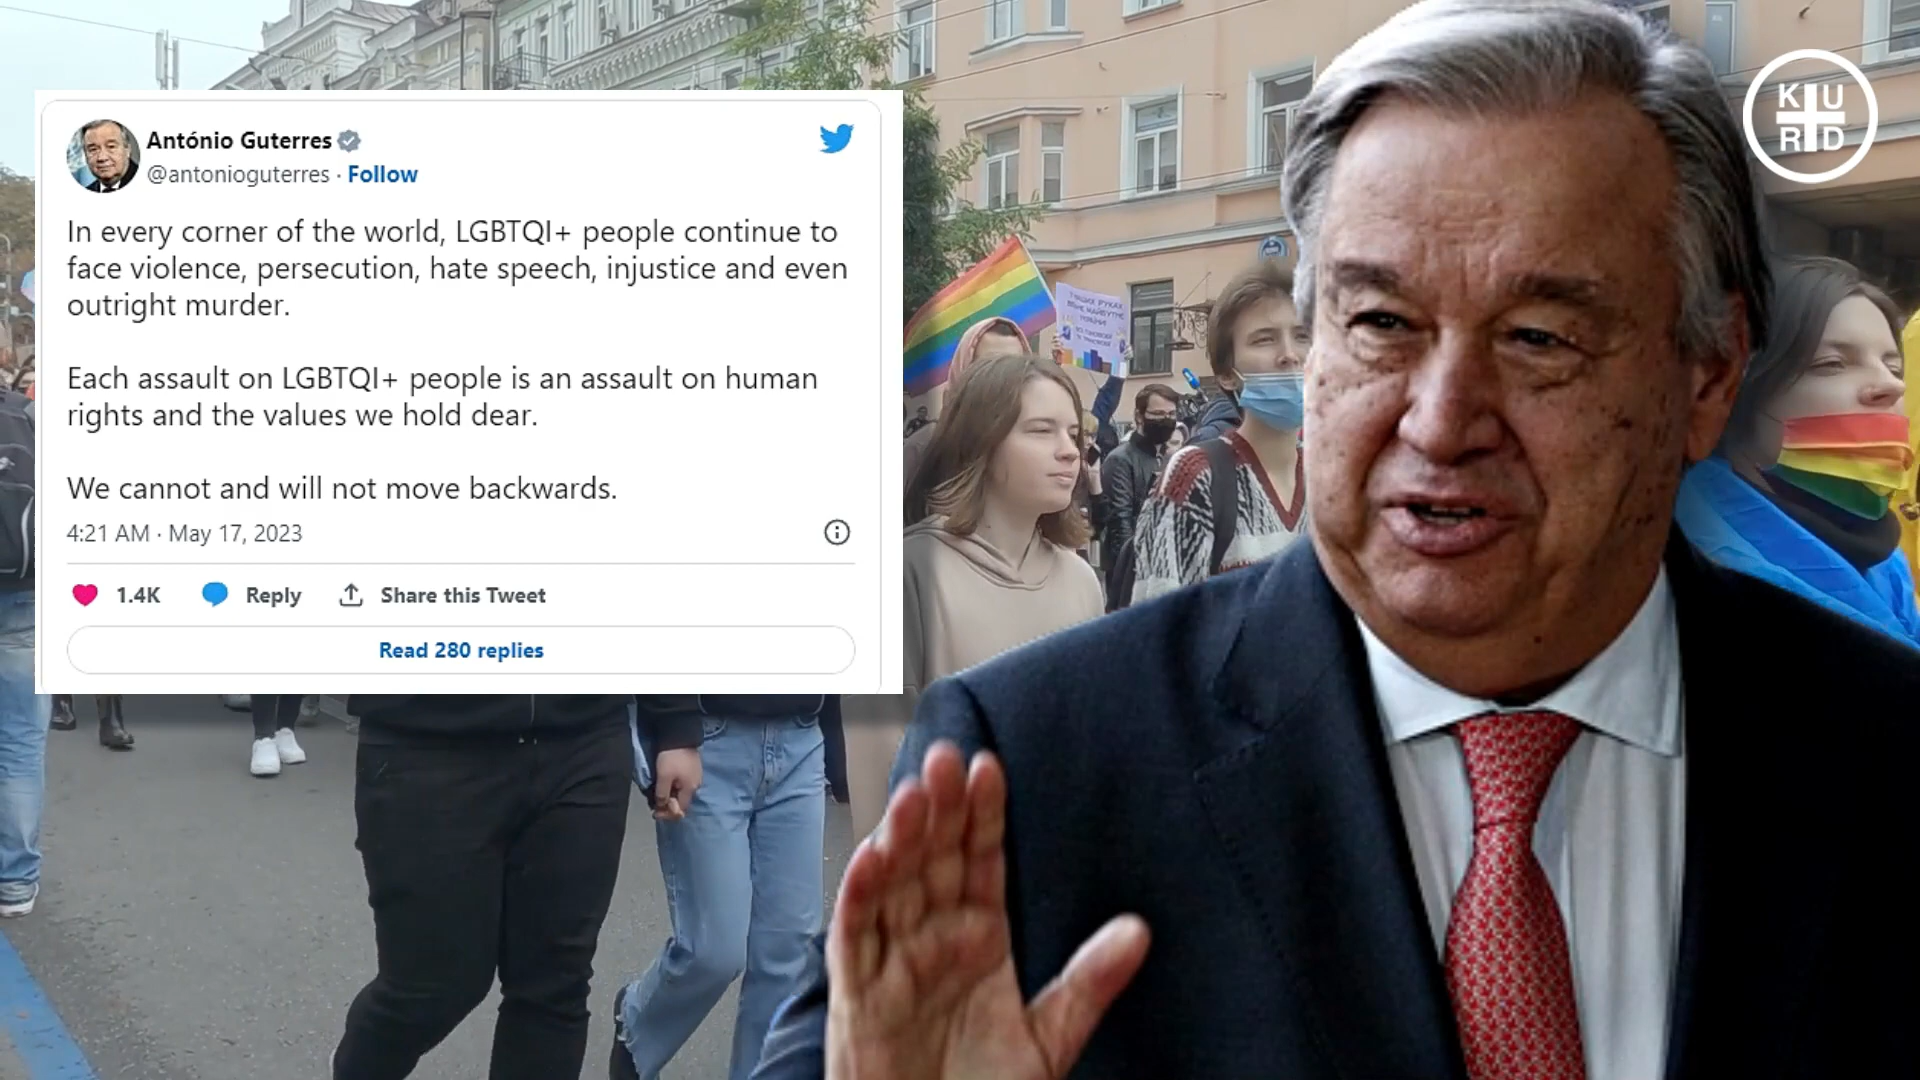 António Guterres
@antonioguterres · Follow
In every corner of the world, LGBTQI+ people continue to
face violence, persecution, hate speech, injustice and even
outright murder.
Each assault on LGBTQI+ people is an assault on human
rights and the values we hold dear.
We cannot and will not move backwards.
4:21 AM · May 17, 2023
1.4K Reply Share this Tweet
Read 280 replies
KURD
РУКАХ
МАЙБУТНЄ